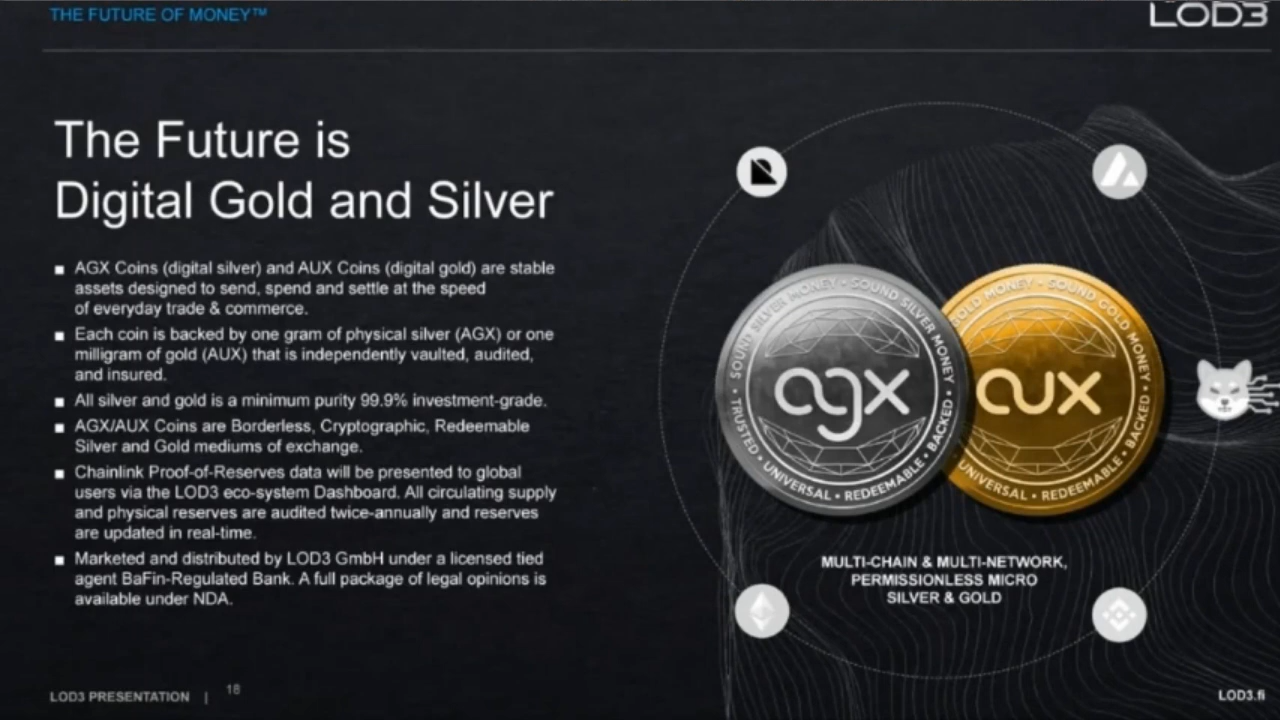 THE FUTURE OF MONEY™
LOD3
The Future is
Digital Gold and Silver
■ AGX Coins (digital silver) and AUX Coins (digital gold) are stable
assets designed to send, spend and settle at the speed
of everyday trade & commerce.
■ Each coin is backed by one gram of physical silver (AGX) or one
milligram of gold (AUX) that is independently vaulted, audited,
and insured.
■ All silver and gold is a minimum purity 99.9% investment-grade.
■ AGX/AUX Coins are Borderless, Cryptographic, Redeemable
Silver and Gold mediums of exchange.
■ Chainlink Proof-of-Reserves data will be presented to global
users via the LOD3 eco-system Dashboard. All circulating supply
and physical reserves are audited twice-annually and reserves
are updated in real-time.
■ Marketed and distributed by LOD3 GmbH under a licensed tied
agent BaFin-Regulated Bank. A full package of legal opinions is
available under NDA.
SOUND SILVER MONEY • SOUND SILVER MONEY
• TRUSTED • UNIVERSAL • REDEEMABLE • BACKED •
agx
GOLD MONEY • SOUND GOLD MONEY
UNIVERSAL • REDEEMABLE • BACKED •
aux
MULTI-CHAIN & MULTI-NETWORK,
PERMISSIONLESS MICRO
SILVER & GOLD
LOD3 PRESENTATION | 18
LOD3.fi